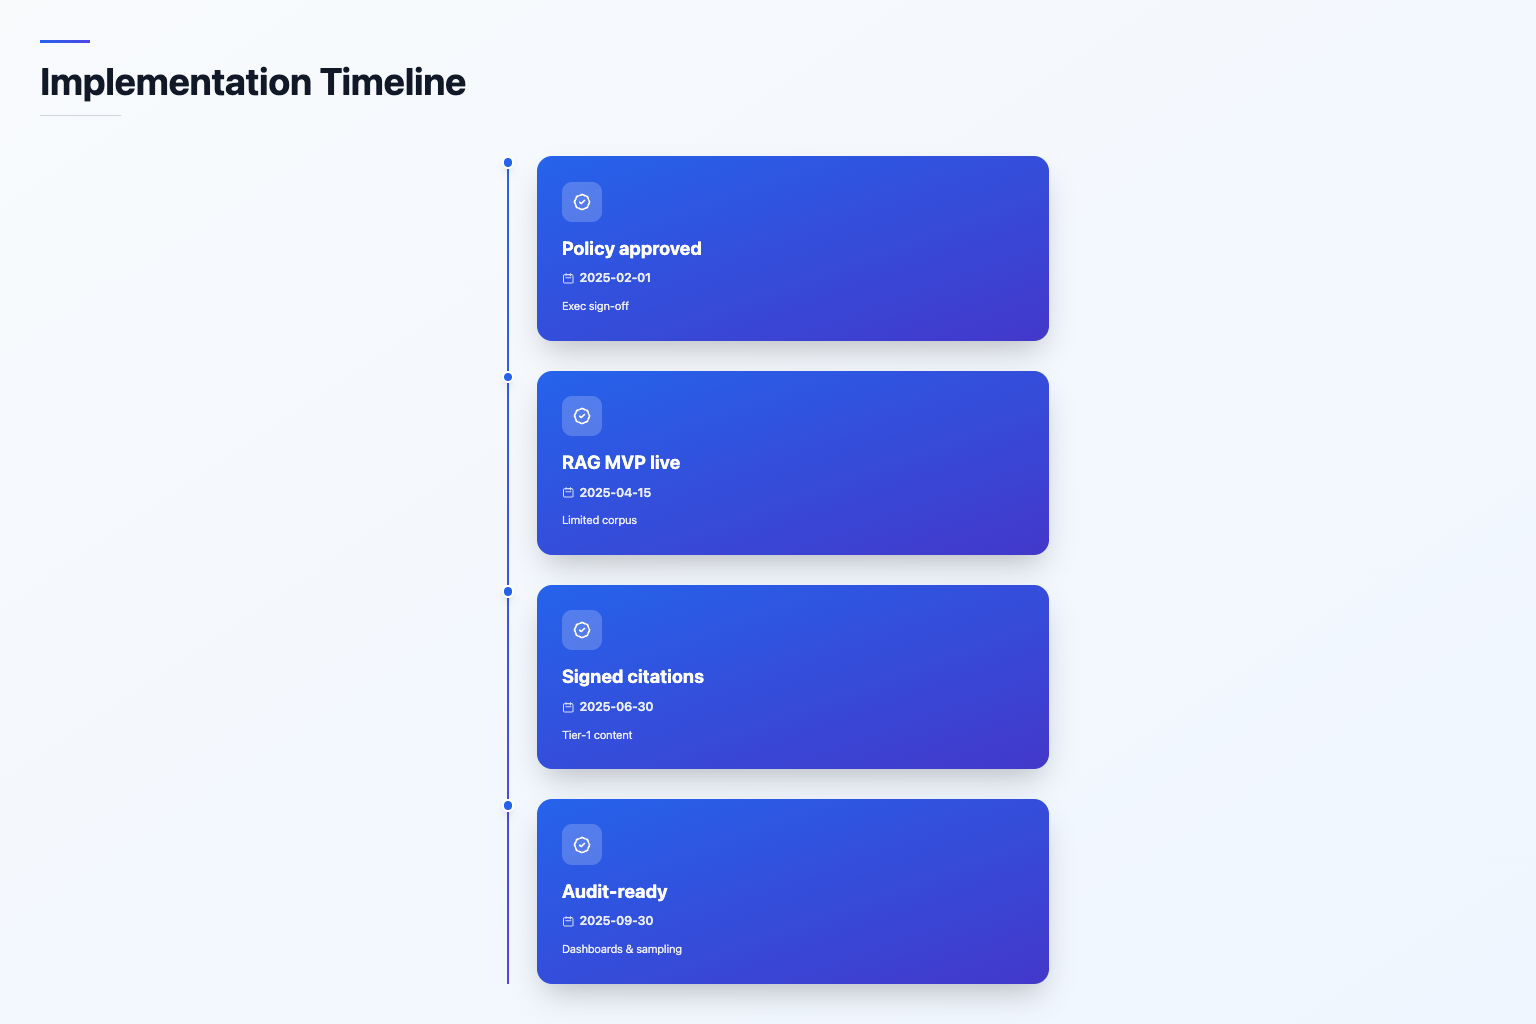 Implementation Timeline
Policy approved
2025-02-01
Exec sign-off
RAG MVP live
2025-04-15
Limited corpus
Signed citations
2025-06-30
Tier-1 content
Audit-ready
2025-09-30
Dashboards & sampling